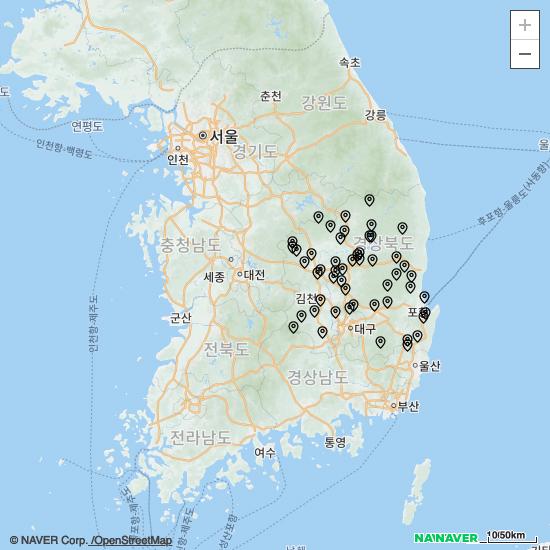 +
−
속초
춘천
강원도
강릉
도
연평도
서울
인천
경기도
인천항-백령도
울
후포항-울릉도(사동항)
경상북도
충청남도
세종
대전
김천
포항
인천항-제주도
군산
대구
전라북도
경상남도
울산
부산
전라남도
여수
통영
© NAVER Corp. /OpenStreetMap
NAVER
10/50km